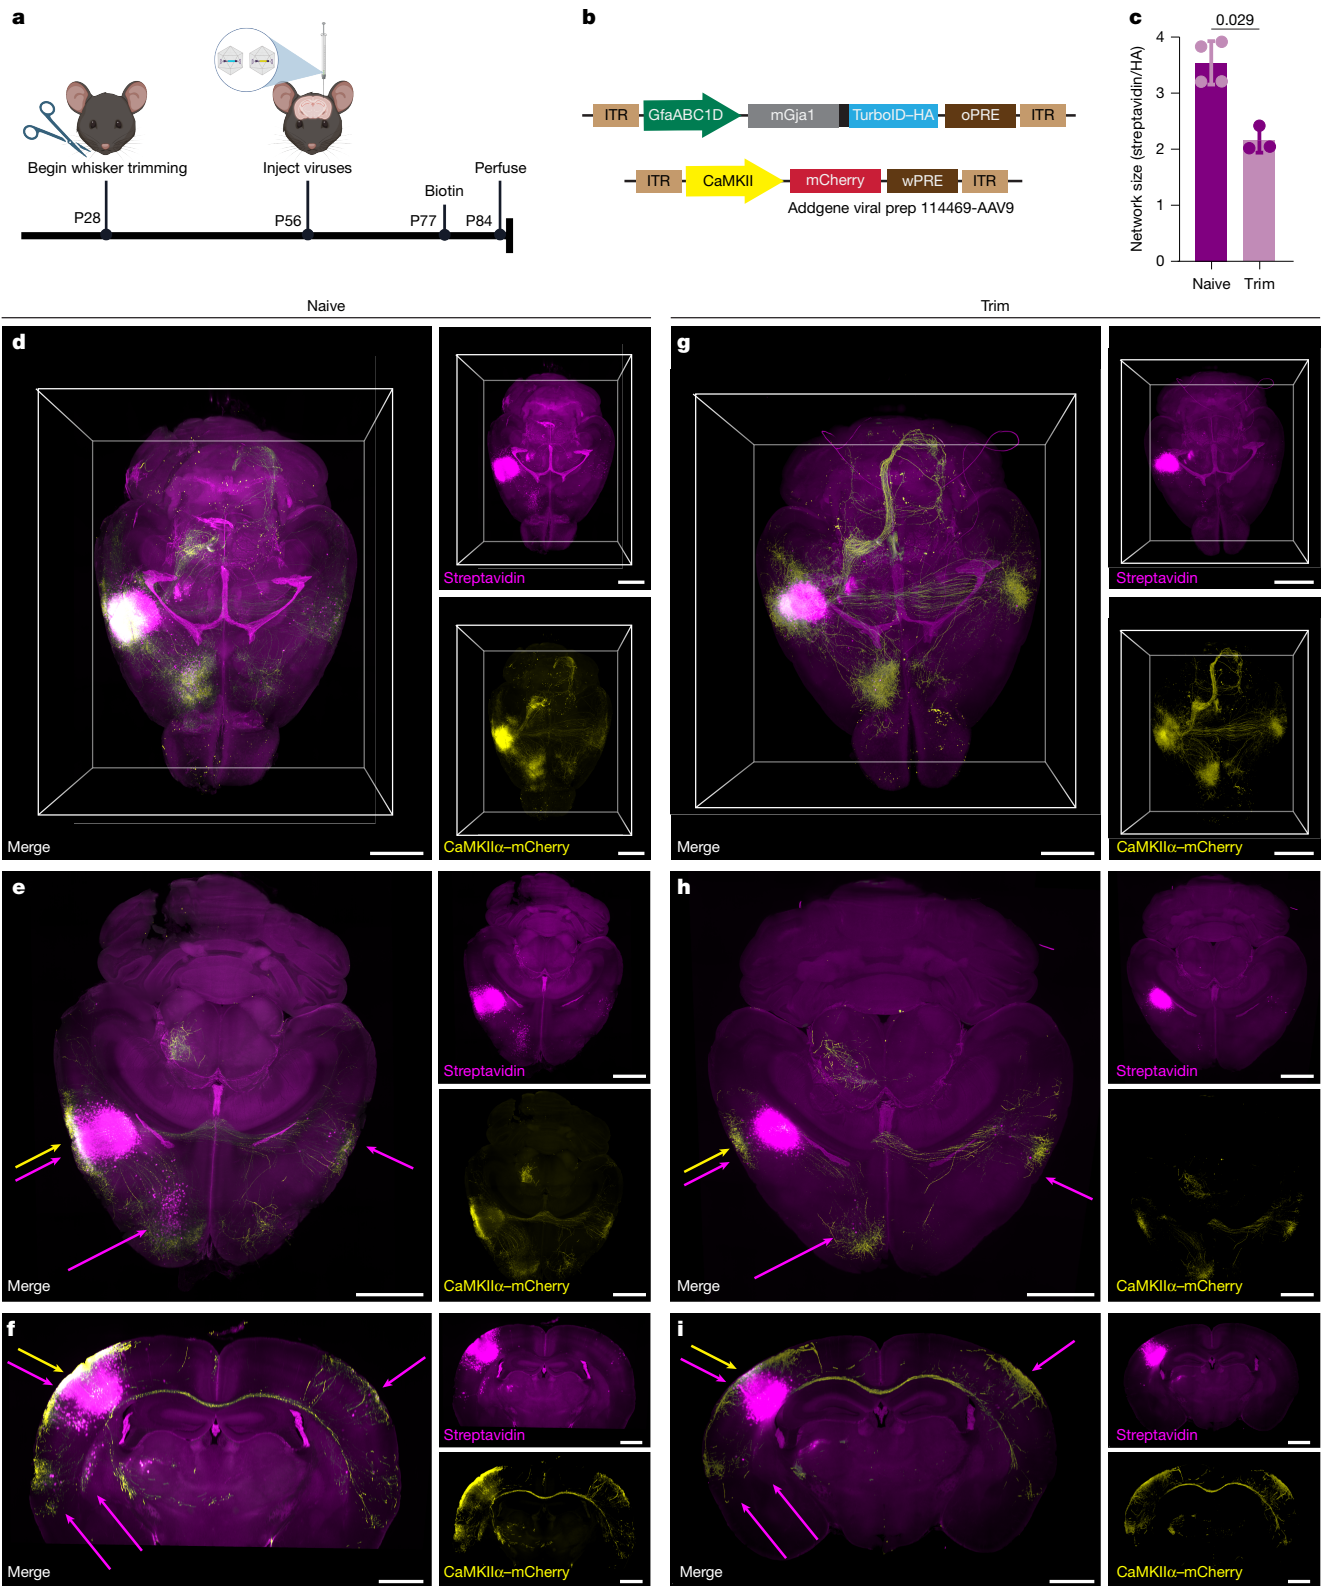 a
Begin whisker trimming
Inject viruses
Perfuse
Biotin
P28
P56
P77
P84
b
ITR
GfaABC1D
mGja1
TurboID–HA
oPRE
ITR
ITR
CaMKII
mCherry
wPRE
ITR
Addgene viral prep 114469-AAV9
c
0.029
Network size (streptavidin/HA)
4
3
2
1
0
Naive
Trim
Naive
Trim
d
Merge
Streptavidin
CaMKIIα–mCherry
g
Merge
Streptavidin
CaMKIIα–mCherry
e
Merge
Streptavidin
CaMKIIα–mCherry
h
Merge
Streptavidin
CaMKIIα–mCherry
f
Merge
Streptavidin
CaMKIIα–mCherry
i
Merge
Streptavidin
CaMKIIα–mCherry